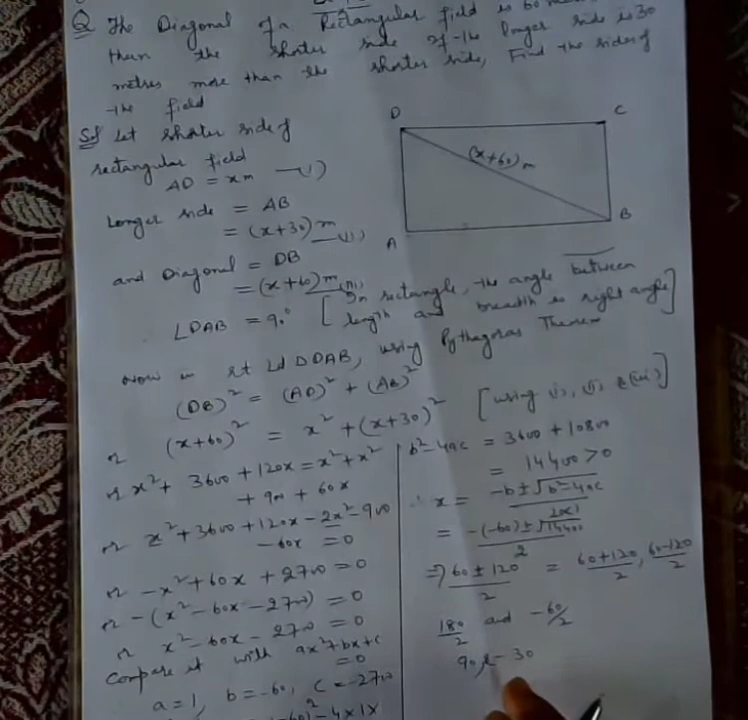 Q The Diagonal of a Rectangular field is 60
than the shorter side If the longer side is 30
metres more than the shorter side, Find the sides of
the field
Sol Let shorter side of
rectangular field
AD = xm —(i)
Longer side = AB
= (x+30)m —(ii)
and Diagonal = DB
= (x+60)m —(iii)
∠DAB = 90° [In rectangle, the angle between
length and breadth is right angle]
D
C
(x+60)m
A
B
Now in rt ∠d ΔDAB, using Pythagoras Theorem
(DB)² = (AD)² + (AB)²
or (x+60)² = x² + (x+30)² [using i), ii) & (iii)]
or x² + 3600 + 120x = x² + x²
+ 900 + 60x
or x² + 3600 + 120x - 2x² - 900
- 60x = 0
or -x² + 60x + 2700 = 0
or -(x² - 60x - 2700) = 0
or x² - 60x - 2700 = 0
Compare it with ax² + bx + c
= 0
a = 1, b = -60, c = -2700
-60)² - 4×1×
b² - 4ac = 3600 + 10800
= 14400 > 0
∴ x = -b ± √b² - 4ac
2×1
= -(-60) ± √14400
2
⇒ 60 ± 120 / 2 = 60+120 / 2, 60-120 / 2
180/2 and -60/2
90, - 30